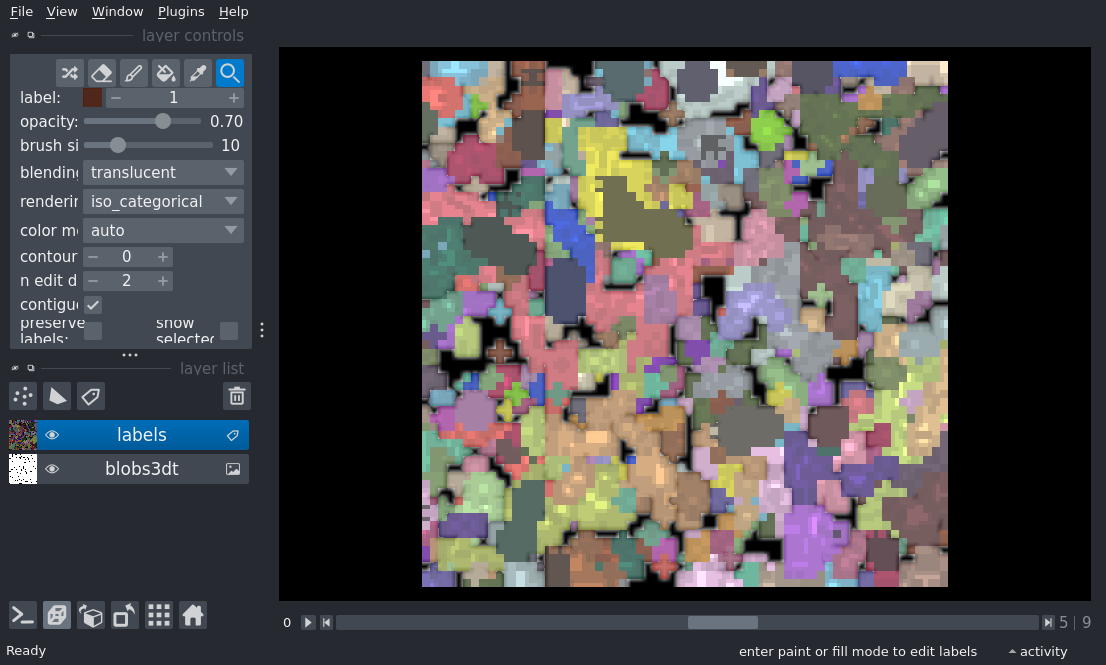 File View Window Plugins Help
layer controls
label: 1
opacity: 0.70
brush si 10
blending translucent
renderin iso_categorical
color m auto
contour 0
n edit d 2
contigu
preserve labels: show selected
layer list
labels
blobs3dt
0 5 | 9
Ready enter paint or fill mode to edit labels activity